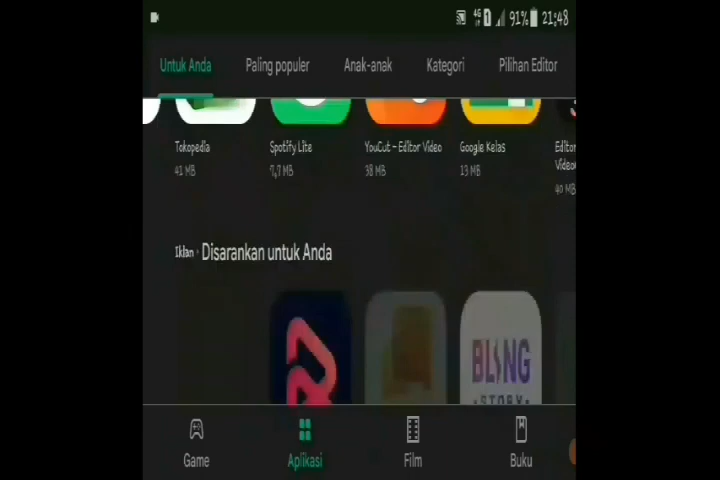 4G 1 91% 21:48
Untuk Anda Paling populer Anak-anak Kategori Pilihan Editor
Tokopedia Spotify Lite YouCut - Editor Video Google Kelas Editor
Video
41 MB 7,7 MB 38 MB 13 MB
40 MB
Iklan · Disarankan untuk Anda
BLING
STORY
Game Aplikasi Film Buku